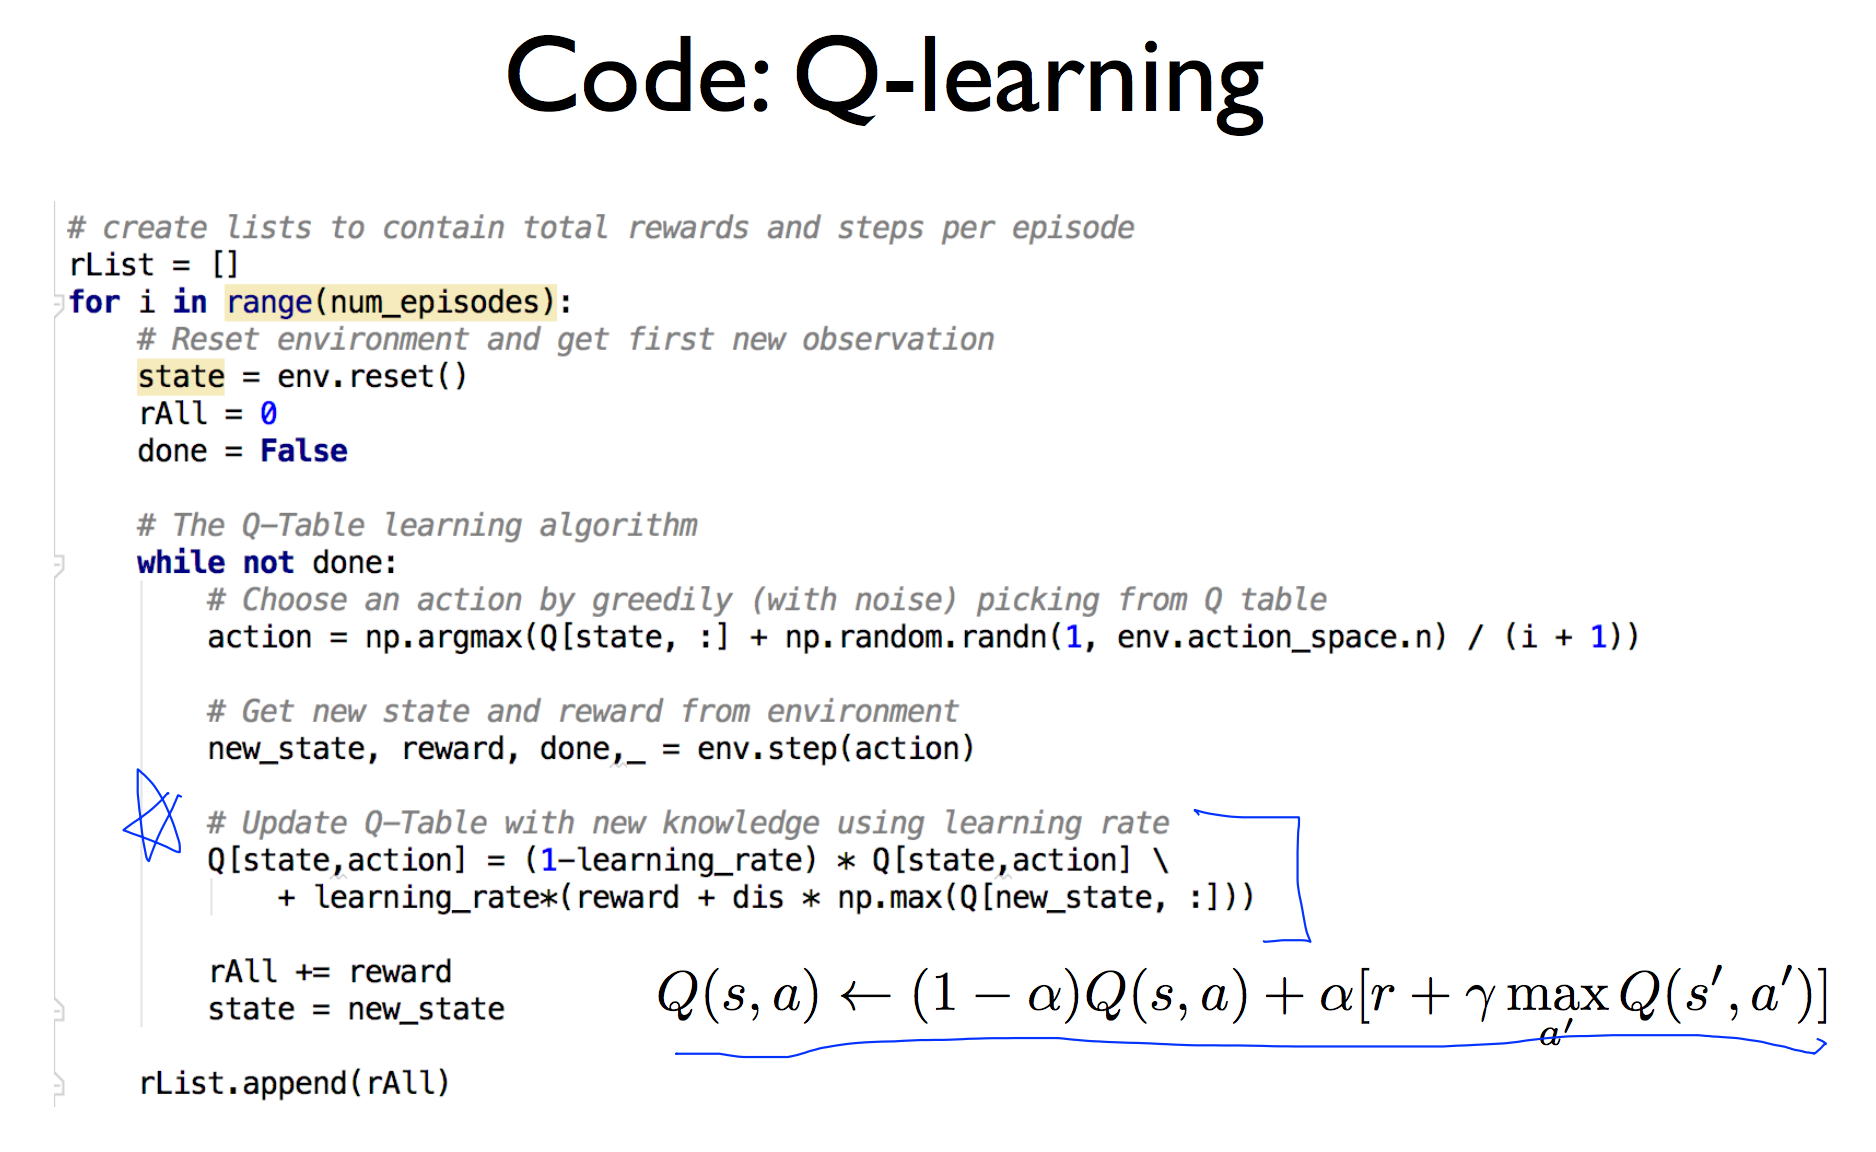 Code: Q-learning
# create lists to contain total rewards and steps per episode
rList = []
for i in range(num_episodes):
# Reset environment and get first new observation
state = env.reset()
rAll = 0
done = False
# The Q-Table learning algorithm
while not done:
# Choose an action by greedily (with noise) picking from Q table
action = np.argmax(Q[state, :] + np.random.randn(1, env.action_space.n) / (i + 1))
# Get new state and reward from environment
new_state, reward, done,_ = env.step(action)
# Update Q-Table with new knowledge using learning rate
Q[state,action] = (1-learning_rate) * Q[state,action] \
+ learning_rate*(reward + dis * np.max(Q[new_state, :]))
rAll += reward
state = new_state
Q(s, a) ← (1 − α)Q(s, a) + α[r + γ max Q(s′, a′)]
a′
rList.append(rAll)